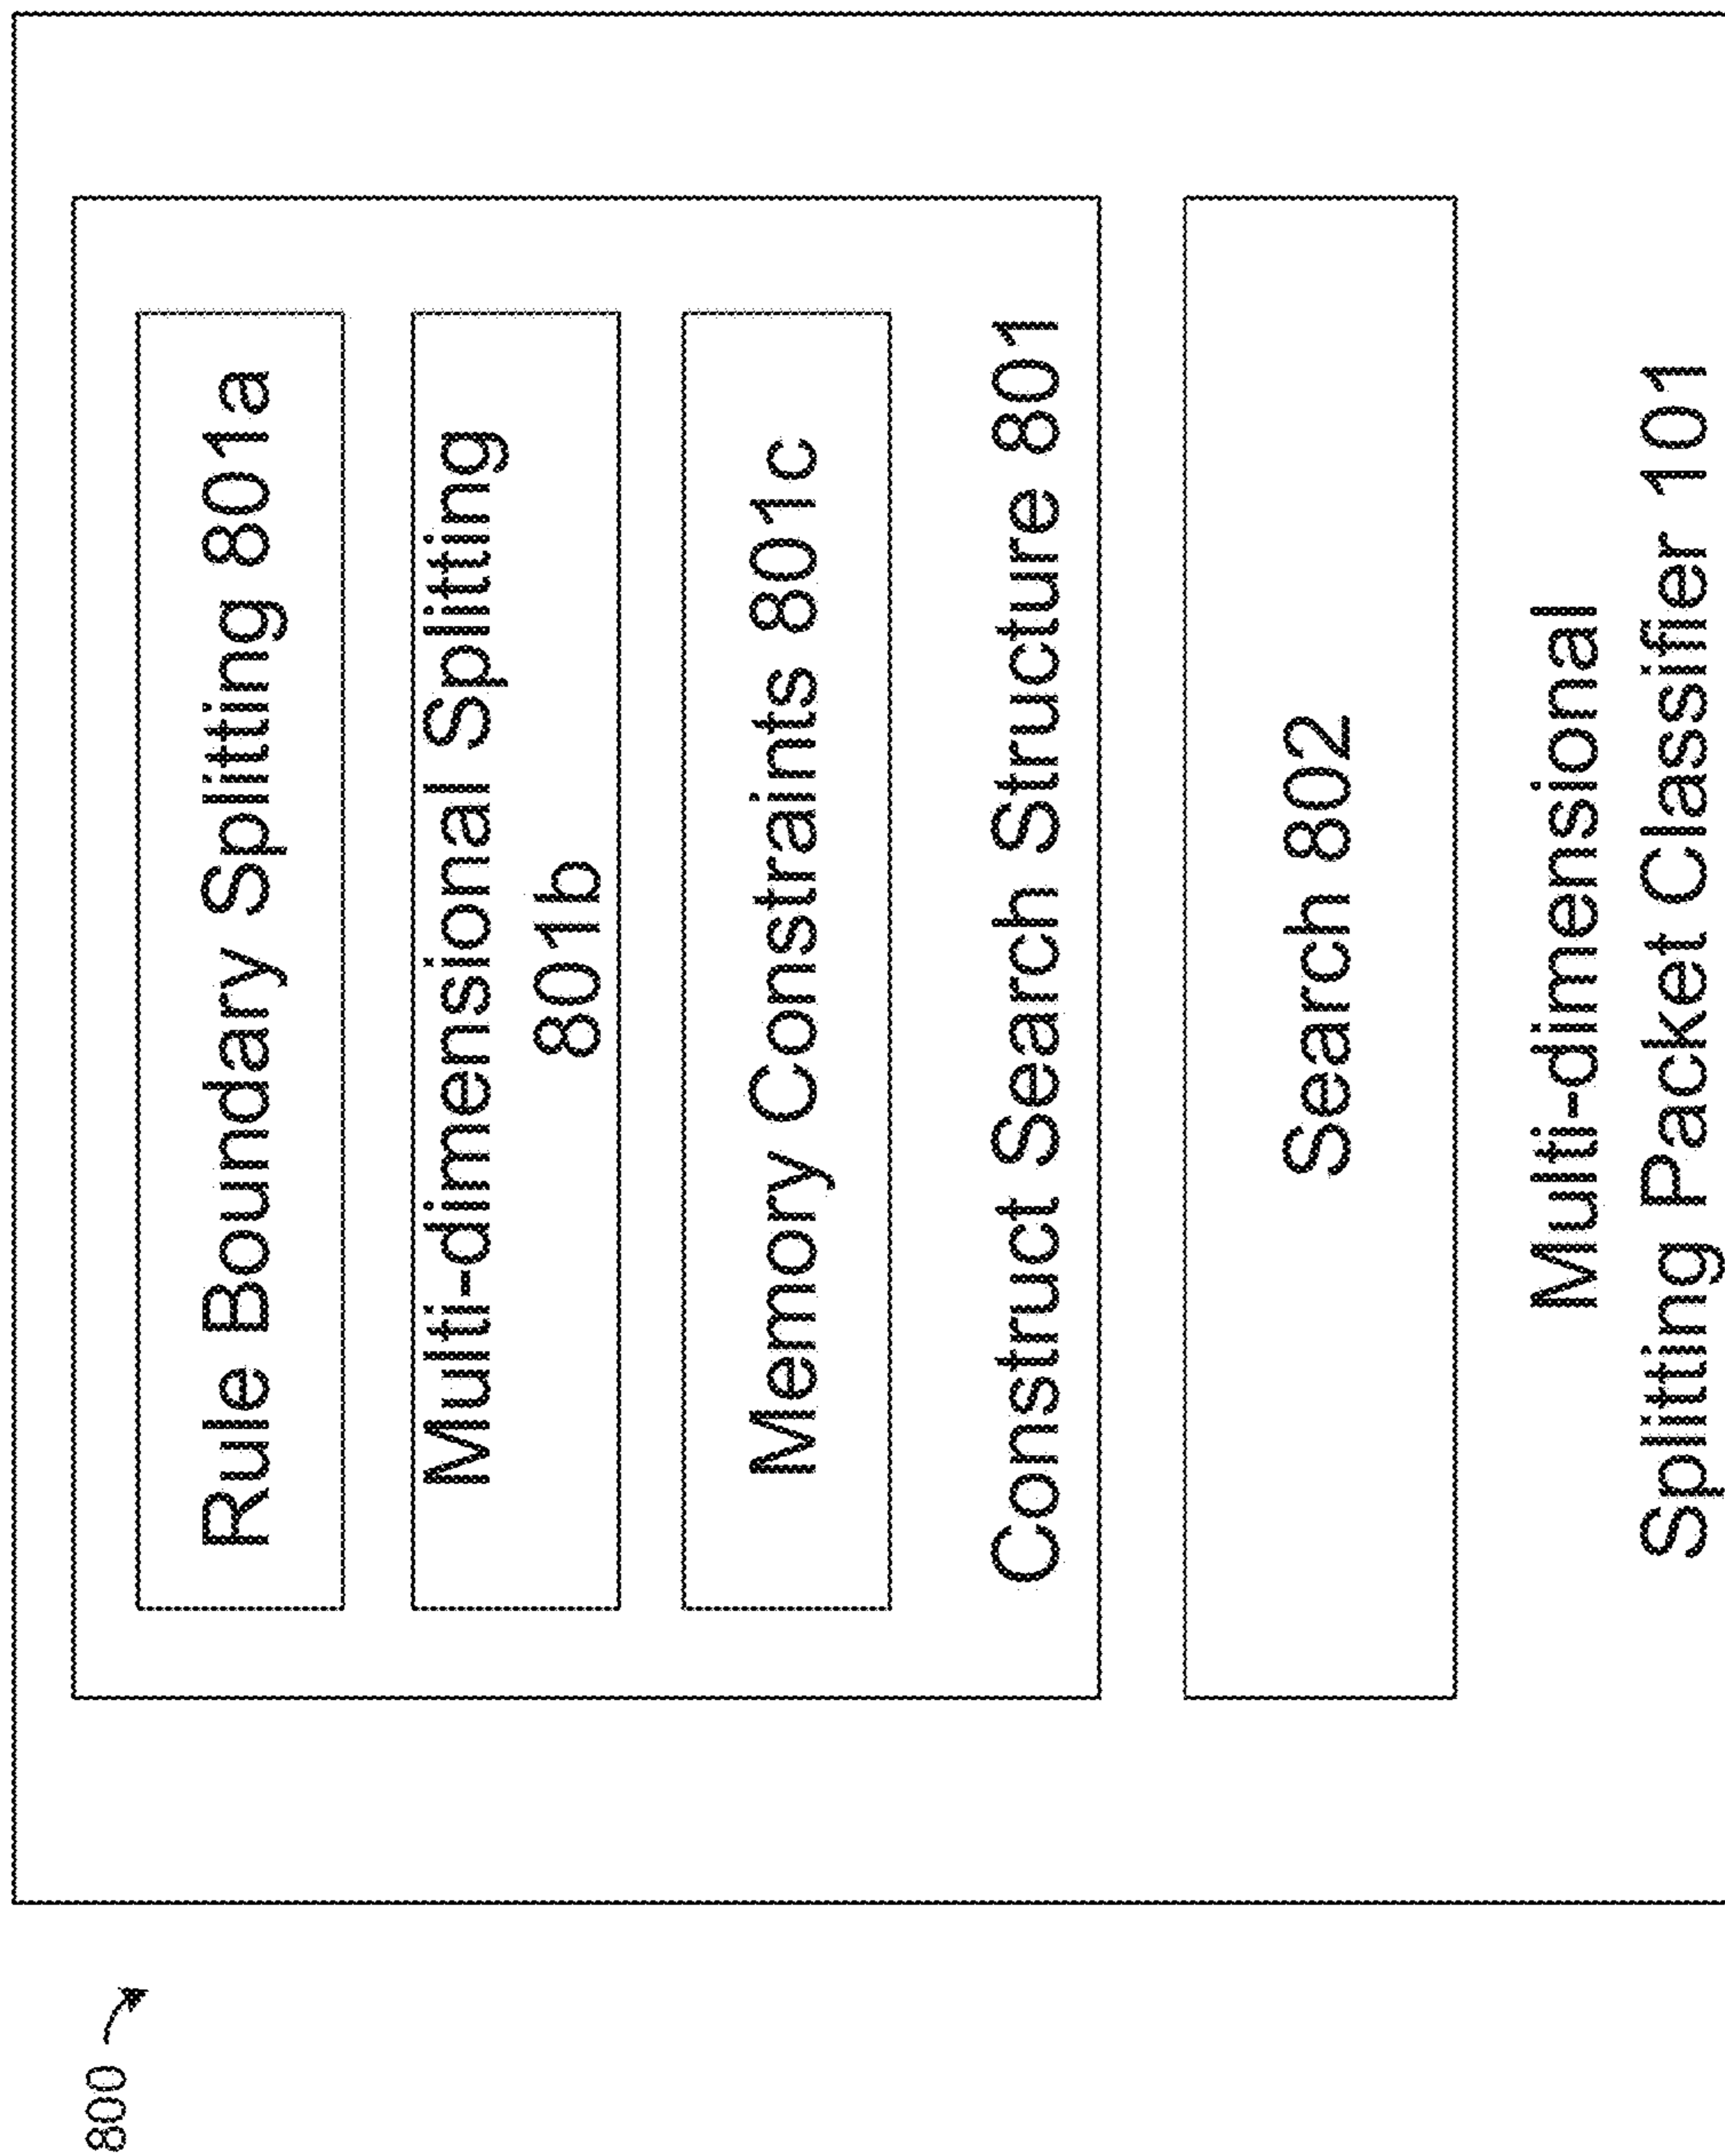 800
Rule Boundary Splitting 801a
Multi-dimensional Splitting
801b
Memory Constraints 801c
Construct Search Structure 801
Search 802
Multi-dimensional
Splitting Packet Classifier 101